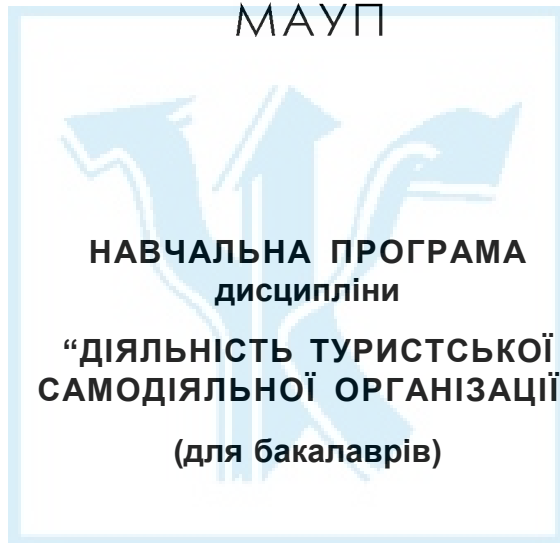 МАУП
НАВЧАЛЬНА ПРОГРАМА
дисципліни
“ДІЯЛЬНІСТЬ ТУРИСТСЬКОЇ
САМОДІЯЛЬНОЇ ОРГАНІЗАЦІЇ
(для бакалаврів)